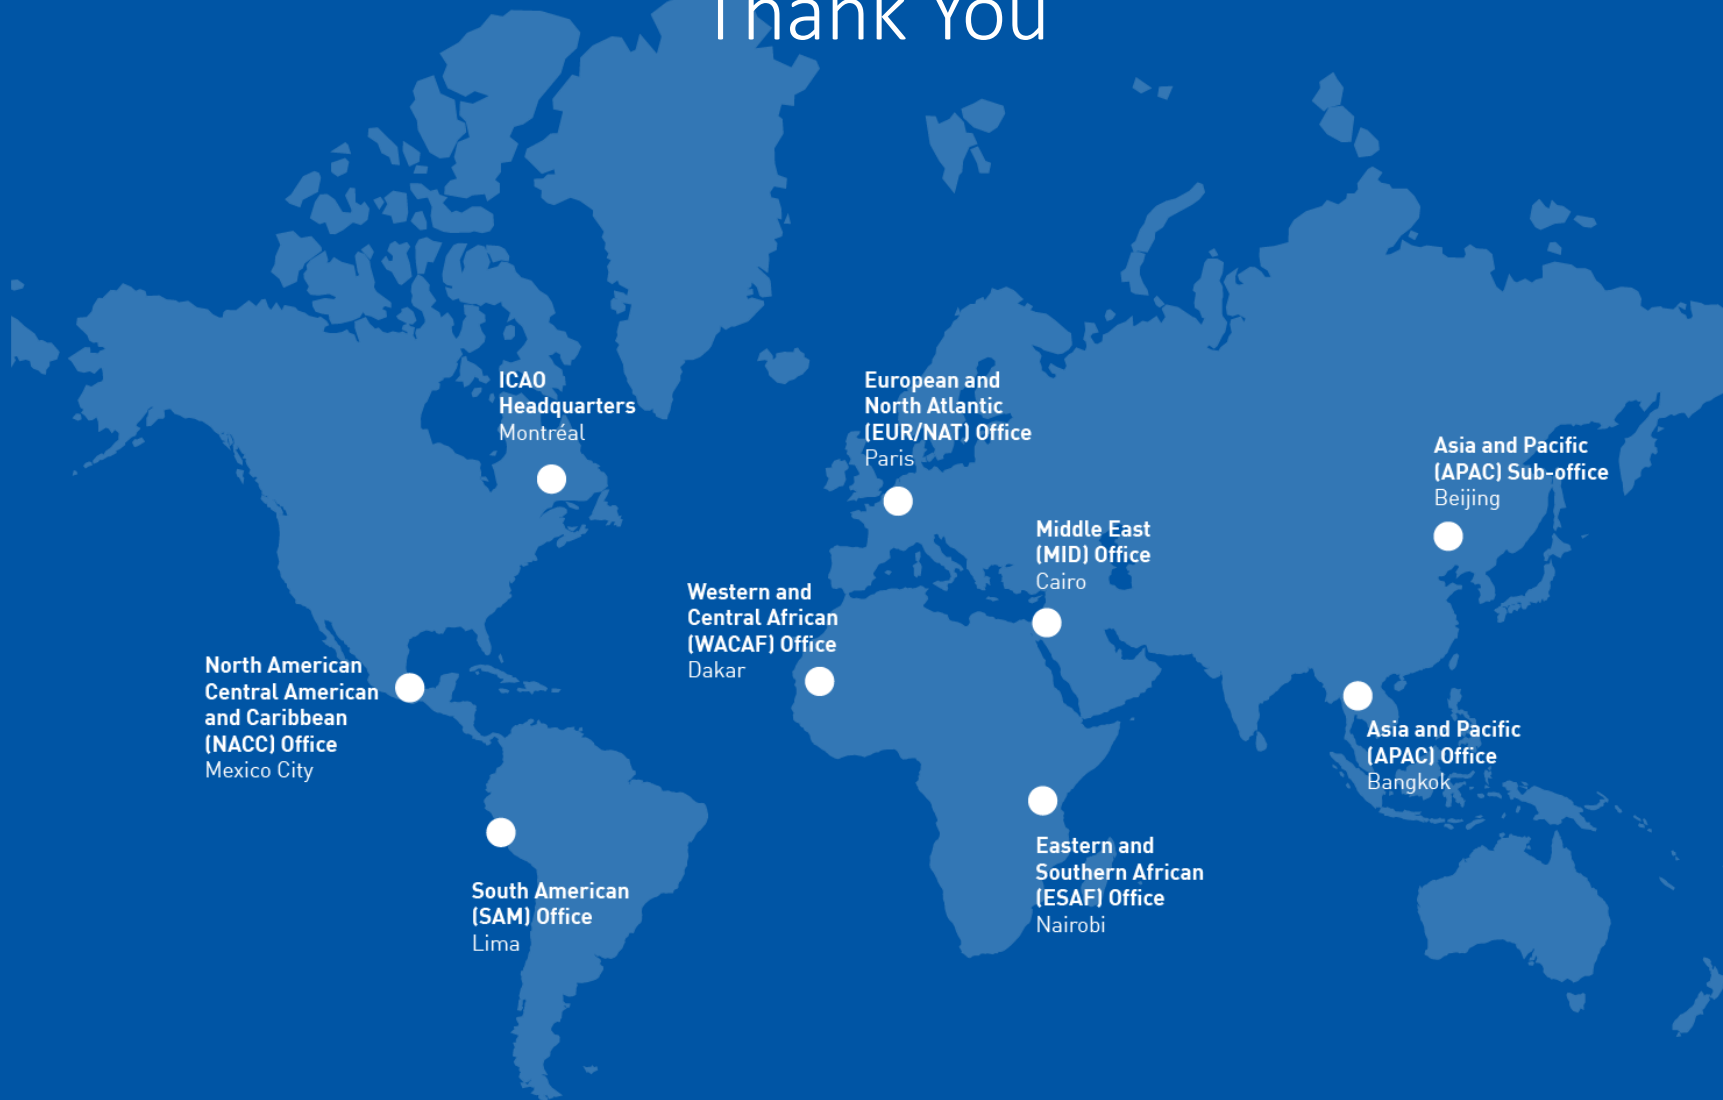 Thank You
ICAO
Headquarters
Montréal
European and
North Atlantic
(EUR/NAT) Office
Paris
Asia and Pacific
(APAC) Sub-office
Beijing
Middle East
(MID) Office
Cairo
Western and
Central African
(WACAF) Office
Dakar
North American
Central American
and Caribbean
(NACC) Office
Mexico City
Asia and Pacific
(APAC) Office
Bangkok
South American
(SAM) Office
Lima
Eastern and
Southern African
(ESAF) Office
Nairobi